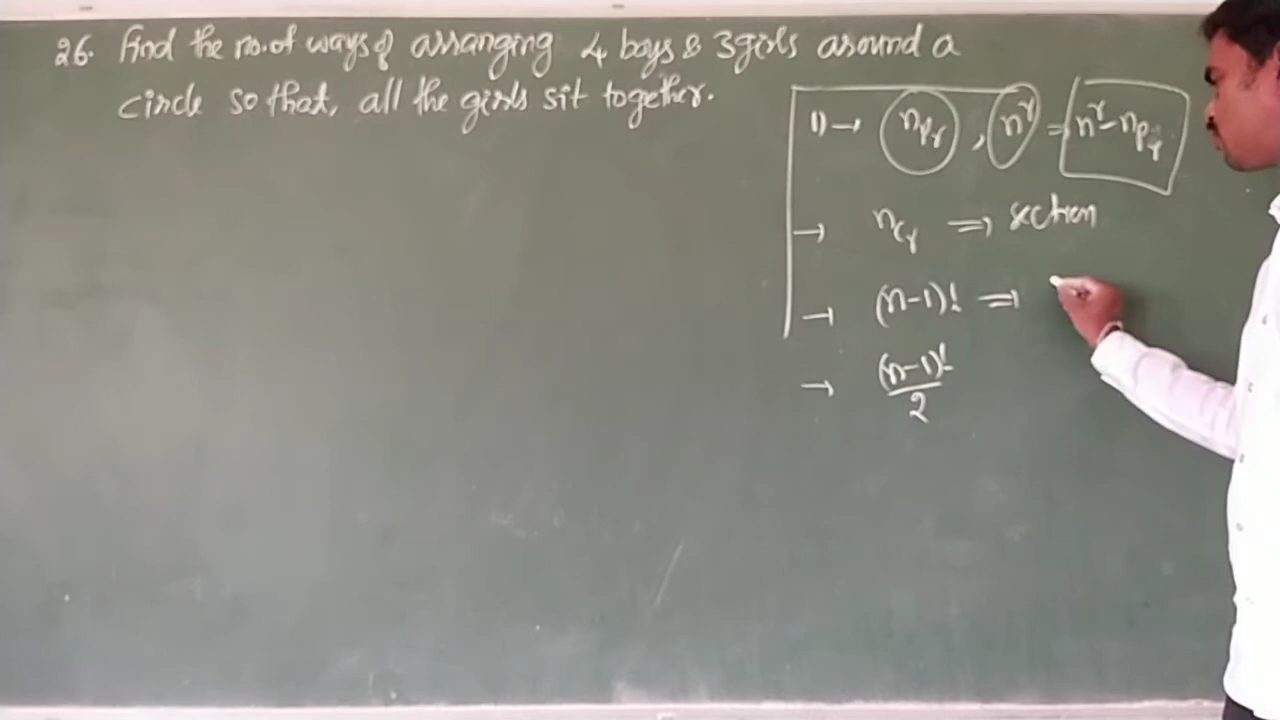 26. Find the no. of ways of arranging 4 boys & 3 girls around a
circle so that, all the girls sit together.
1) → nPr , n^r = n^r - nPr
→ nCr ⇒
→ (n-1)! ⇒
→ (n-1)!/2